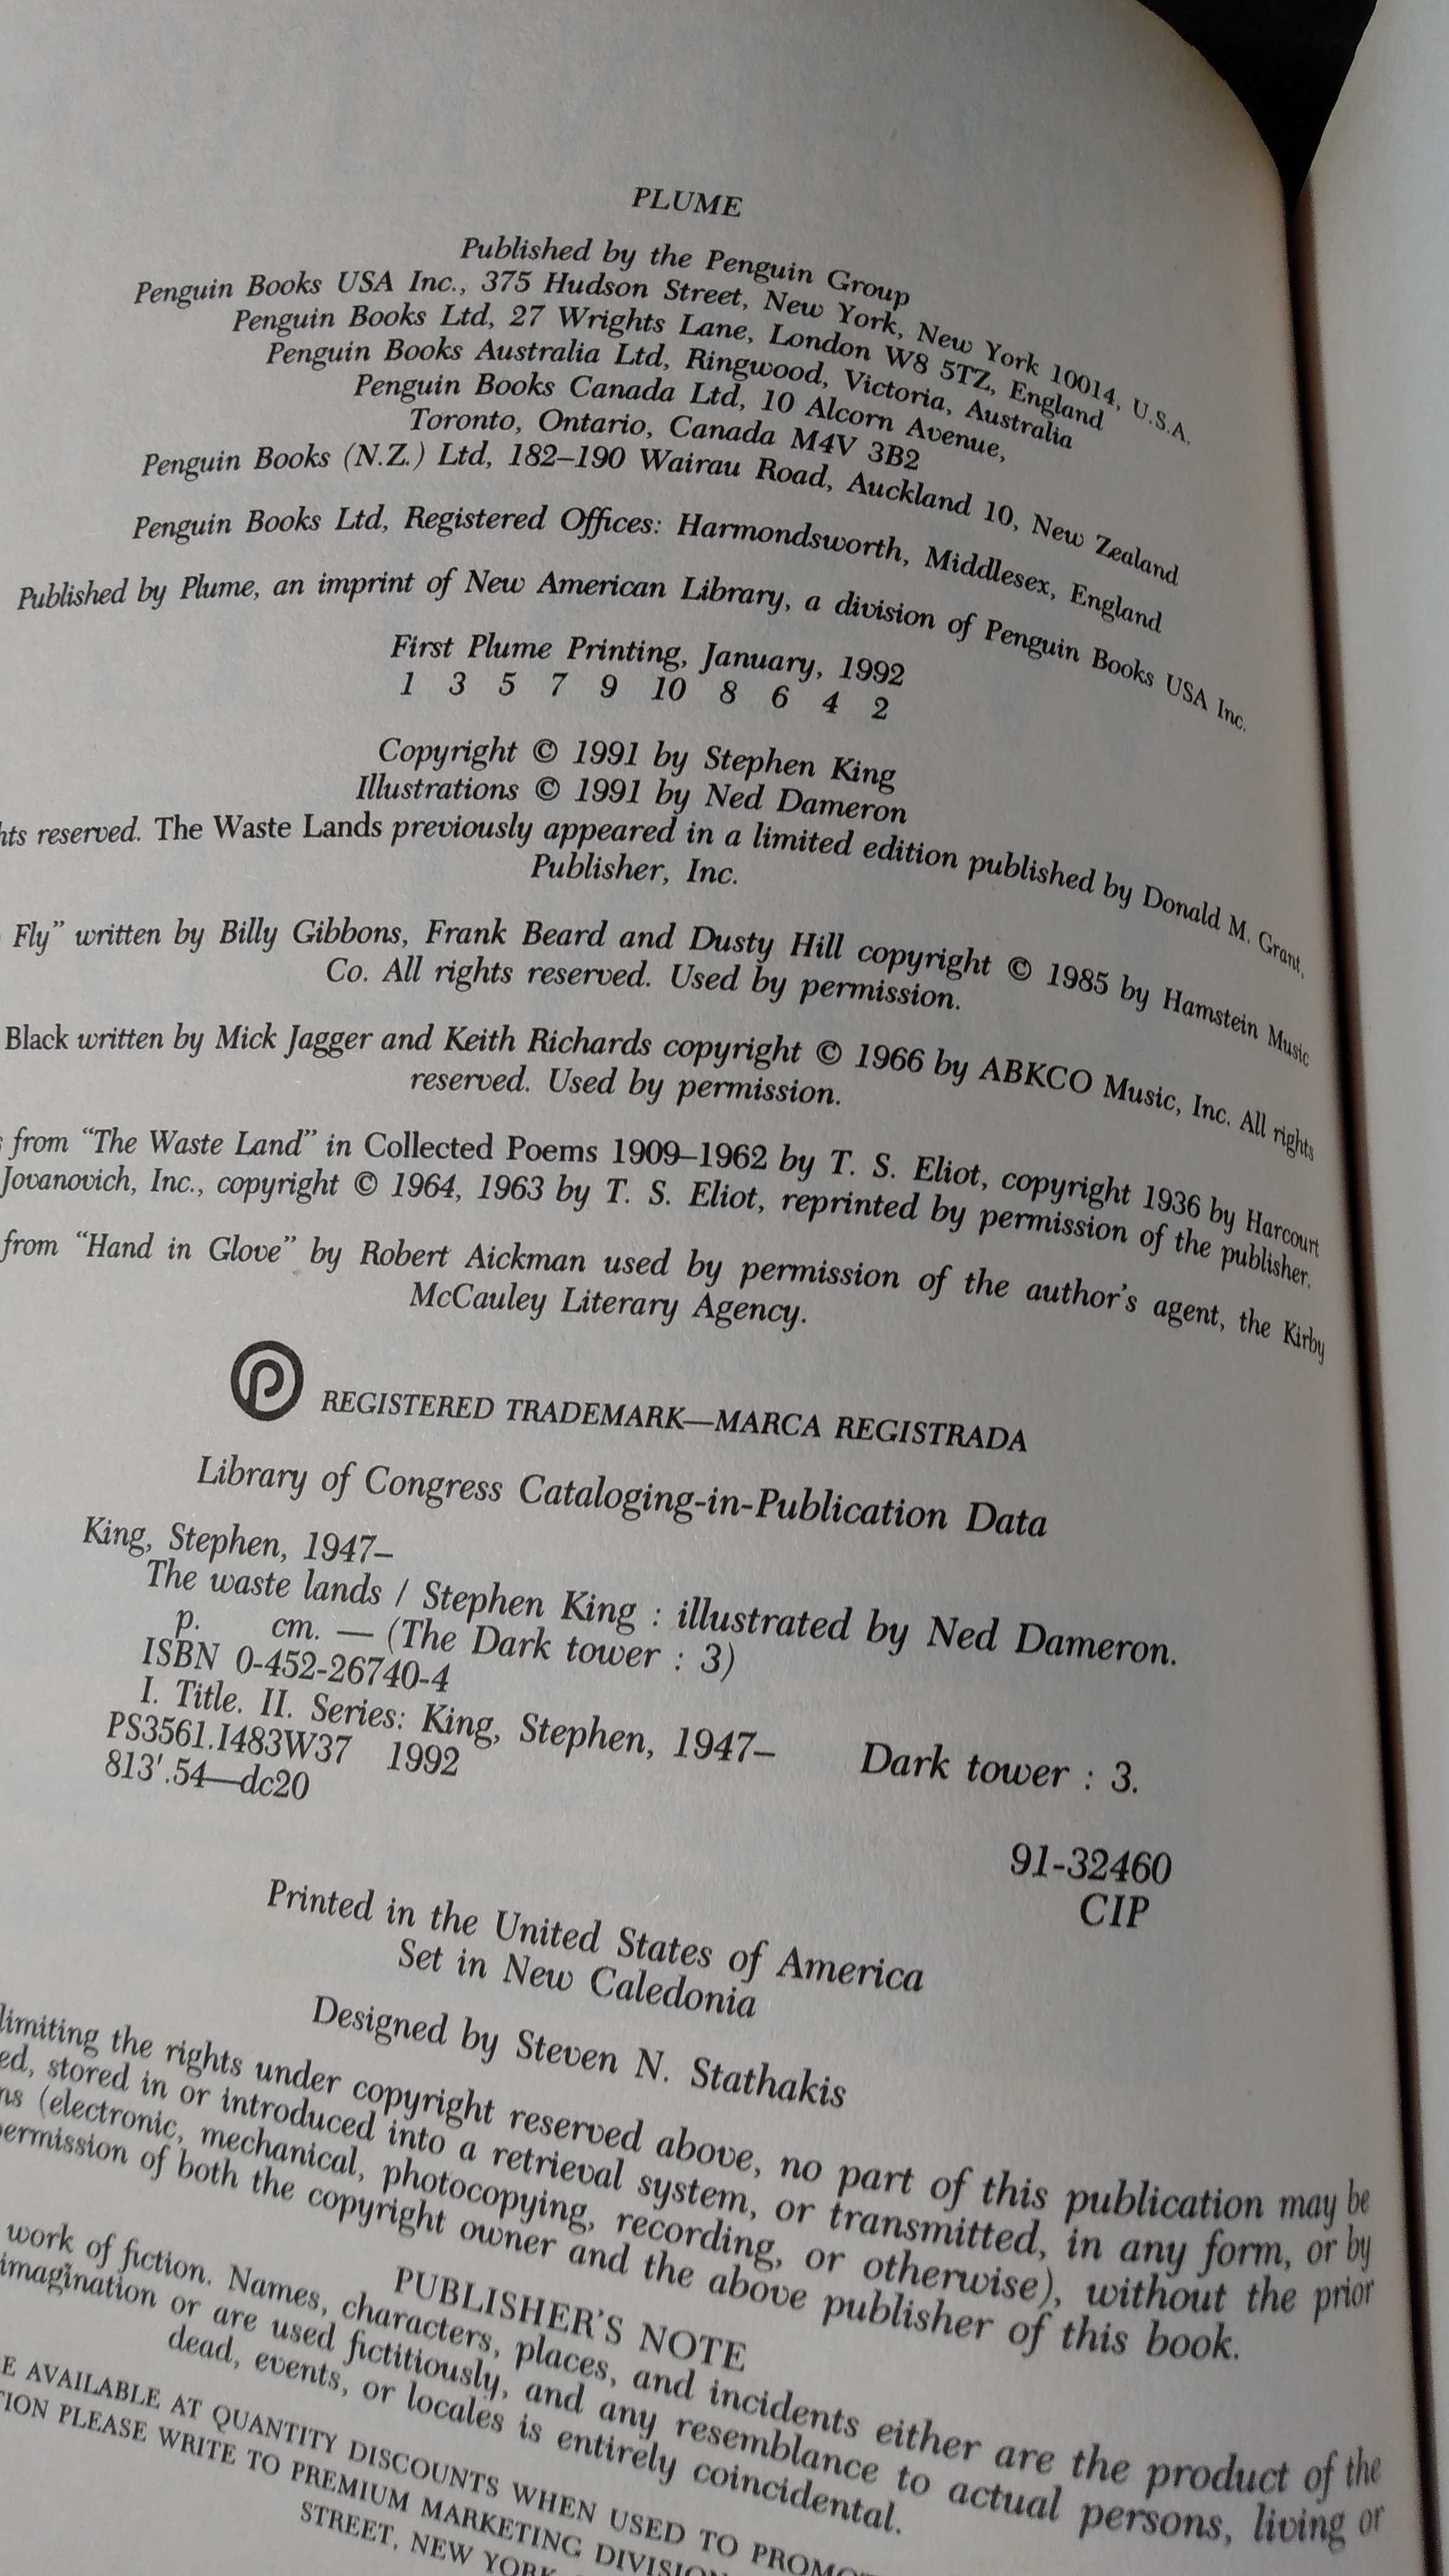 PLUME
Published by the Penguin Group
Penguin Books USA Inc., 375 Hudson Street, New York, New York 10014, U.S.A.
Penguin Books Ltd, 27 Wrights Lane, London W8 5TZ, England
Penguin Books Australia Ltd, Ringwood, Victoria, Australia
Penguin Books Canada Ltd, 10 Alcorn Avenue,
Toronto, Ontario, Canada M4V 3B2
Penguin Books (N.Z.) Ltd, 182–190 Wairau Road, Auckland 10, New Zealand
Penguin Books Ltd, Registered Offices: Harmondsworth, Middlesex, England
Published by Plume, an imprint of New American Library, a division of Penguin Books USA Inc.
First Plume Printing, January, 1992
1 3 5 7 9 10 8 6 4 2
Copyright © 1991 by Stephen King
Illustrations © 1991 by Ned Dameron
hts reserved. The Waste Lands previously appeared in a limited edition published by Donald M. Grant,
Publisher, Inc.
Fly” written by Billy Gibbons, Frank Beard and Dusty Hill copyright © 1985 by Hamstein Music
Co. All rights reserved. Used by permission.
Black written by Mick Jagger and Keith Richards copyright © 1966 by ABKCO Music, Inc. All rights
reserved. Used by permission.
from “The Waste Land” in Collected Poems 1909–1962 by T. S. Eliot, copyright 1936 by Harcourt
Jovanovich, Inc., copyright © 1964, 1963 by T. S. Eliot, reprinted by permission of the publisher.
from “Hand in Glove” by Robert Aickman used by permission of the author’s agent, the Kirby
McCauley Literary Agency.
REGISTERED TRADEMARK—MARCA REGISTRADA
Library of Congress Cataloging-in-Publication Data
King, Stephen, 1947–
The waste lands / Stephen King : illustrated by Ned Dameron.
p. cm. — (The Dark tower : 3)
ISBN 0-452-26740-4
I. Title. II. Series: King, Stephen, 1947– Dark tower : 3.
PS3561.I483W37 1992
813′.54—dc20
91-32460
CIP
Printed in the United States of America
Set in New Caledonia
Designed by Steven N. Stathakis
limiting the rights under copyright reserved above, no part of this publication may be
ed, stored in or introduced into a retrieval system, or transmitted, in any form, or by
ns (electronic, mechanical, photocopying, recording, or otherwise), without the prior
ermission of both the copyright owner and the above publisher of this book.
PUBLISHER’S NOTE
work of fiction. Names, characters, places, and incidents either are the product of the
imagination or are used fictitiously, and any resemblance to actual persons, living or
dead, events, or locales is entirely coincidental.
E AVAILABLE AT QUANTITY DISCOUNTS WHEN USED TO PROMOT
TION PLEASE WRITE TO PREMIUM MARKETING DIVISION
STREET, NEW YORK